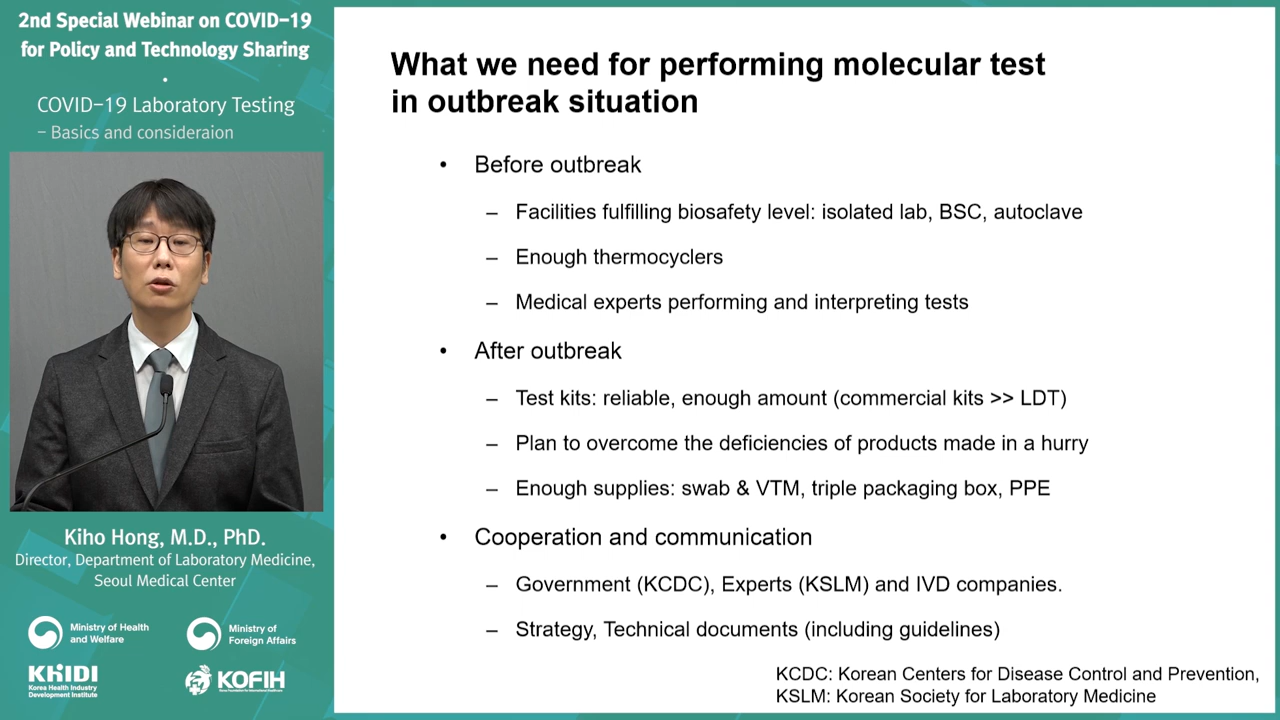 2nd Special Webinar on COVID-19
for Policy and Technology Sharing
COVID-19 Laboratory Testing
- Basics and consideraion
Kiho Hong, M.D., PhD.
Director, Department of Laboratory Medicine,
Seoul Medical Center
Ministry of Health
and Welfare
Ministry of
Foreign Affairs
KHIDI
Korea Health Industry
Development Institute
KOFIH
Korea Foundation for International Healthcare
What we need for performing molecular test
in outbreak situation
• Before outbreak
– Facilities fulfilling biosafety level: isolated lab, BSC, autoclave
– Enough thermocyclers
– Medical experts performing and interpreting tests
• After outbreak
– Test kits: reliable, enough amount (commercial kits >> LDT)
– Plan to overcome the deficiencies of products made in a hurry
– Enough supplies: swab & VTM, triple packaging box, PPE
• Cooperation and communication
– Government (KCDC), Experts (KSLM) and IVD companies.
– Strategy, Technical documents (including guidelines)
KCDC: Korean Centers for Disease Control and Prevention,
KSLM: Korean Society for Laboratory Medicine